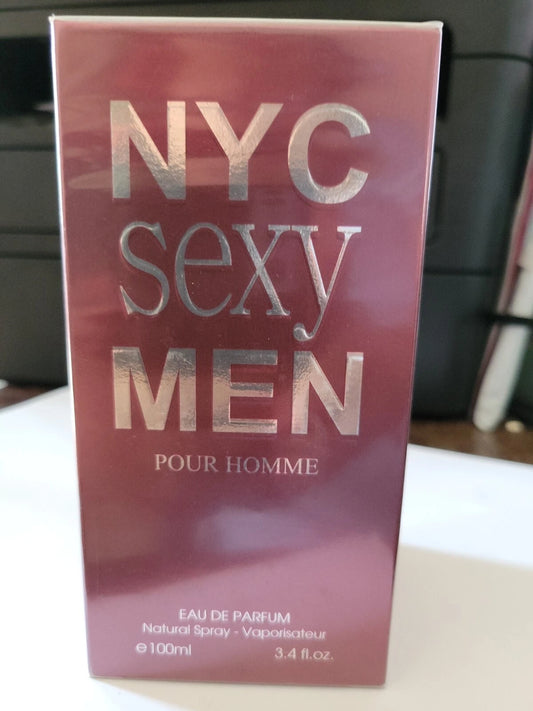 NYC
sexy
MEN
POUR HOMME
EAU DE PARFUM
Natural Spray - Vaporisateur
℮100ml 3.4 fl.oz.